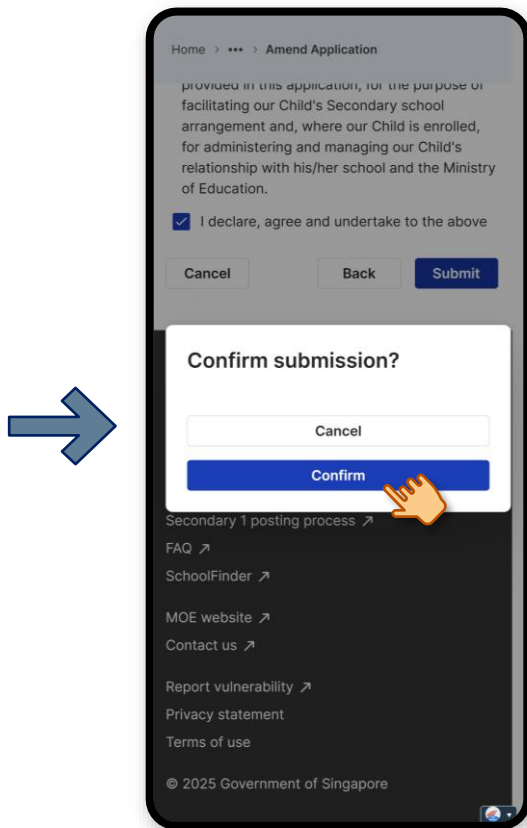 Home > ••• > Amend Application
provided in this application, for the purpose of
facilitating our Child's Secondary school
arrangement and, where our Child is enrolled,
for administering and managing our Child's
relationship with his/her school and the Ministry
of Education.
I declare, agree and undertake to the above
Cancel Back Submit
Confirm submission?
Cancel
Confirm
Secondary 1 posting process ↗
FAQ ↗
SchoolFinder ↗
MOE website ↗
Contact us ↗
Report vulnerability ↗
Privacy statement
Terms of use
© 2025 Government of Singapore